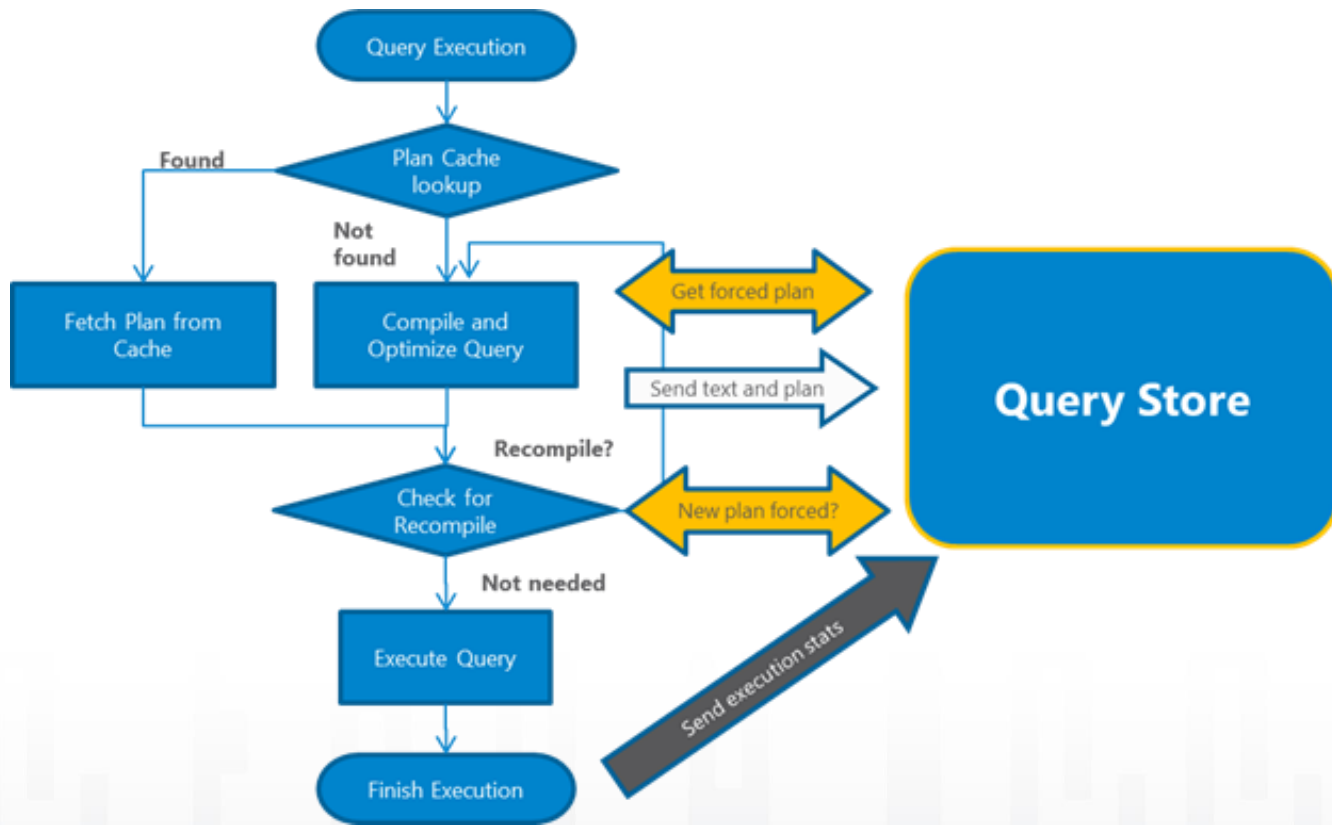 Query Execution
Found
Plan Cache
lookup
Not
found
Get forced plan
Fetch Plan from
Cache
Compile and
Optimize Query
Send text and plan
Query Store
Recompile?
Check for
Recompile
New plan forced?
Not needed
Execute Query
Send execution stats
Finish Execution